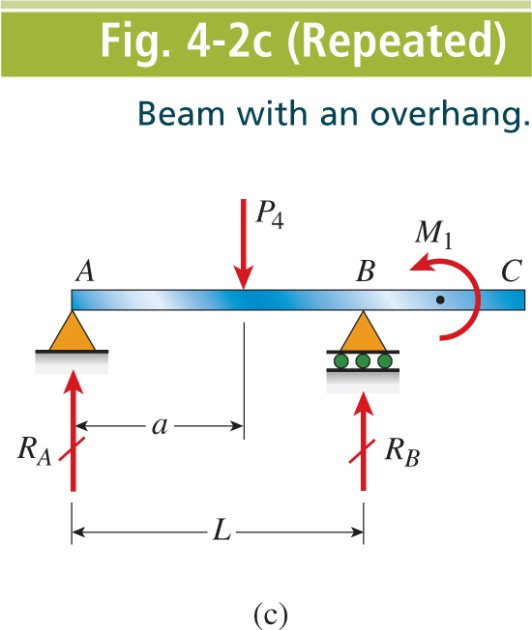 Fig. 4-2c (Repeated)
Beam with an overhang.
P4
M1
A
B
C
a
RA
RB
L
(c)